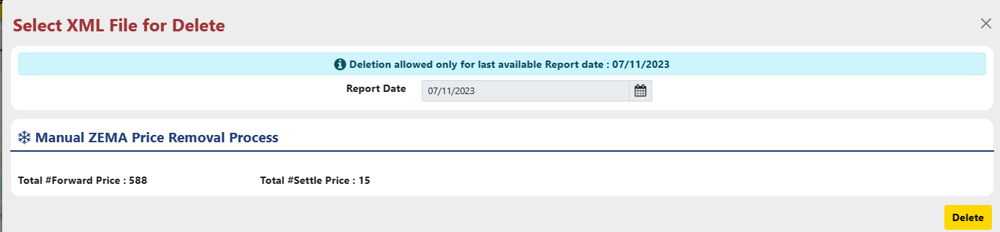 Select XML File for Delete
Deletion allowed only for last available Report date : 07/11/2023
Report Date 07/11/2023
Manual ZEMA Price Removal Process
Total #Forward Price : 588 Total #Settle Price : 15
Delete